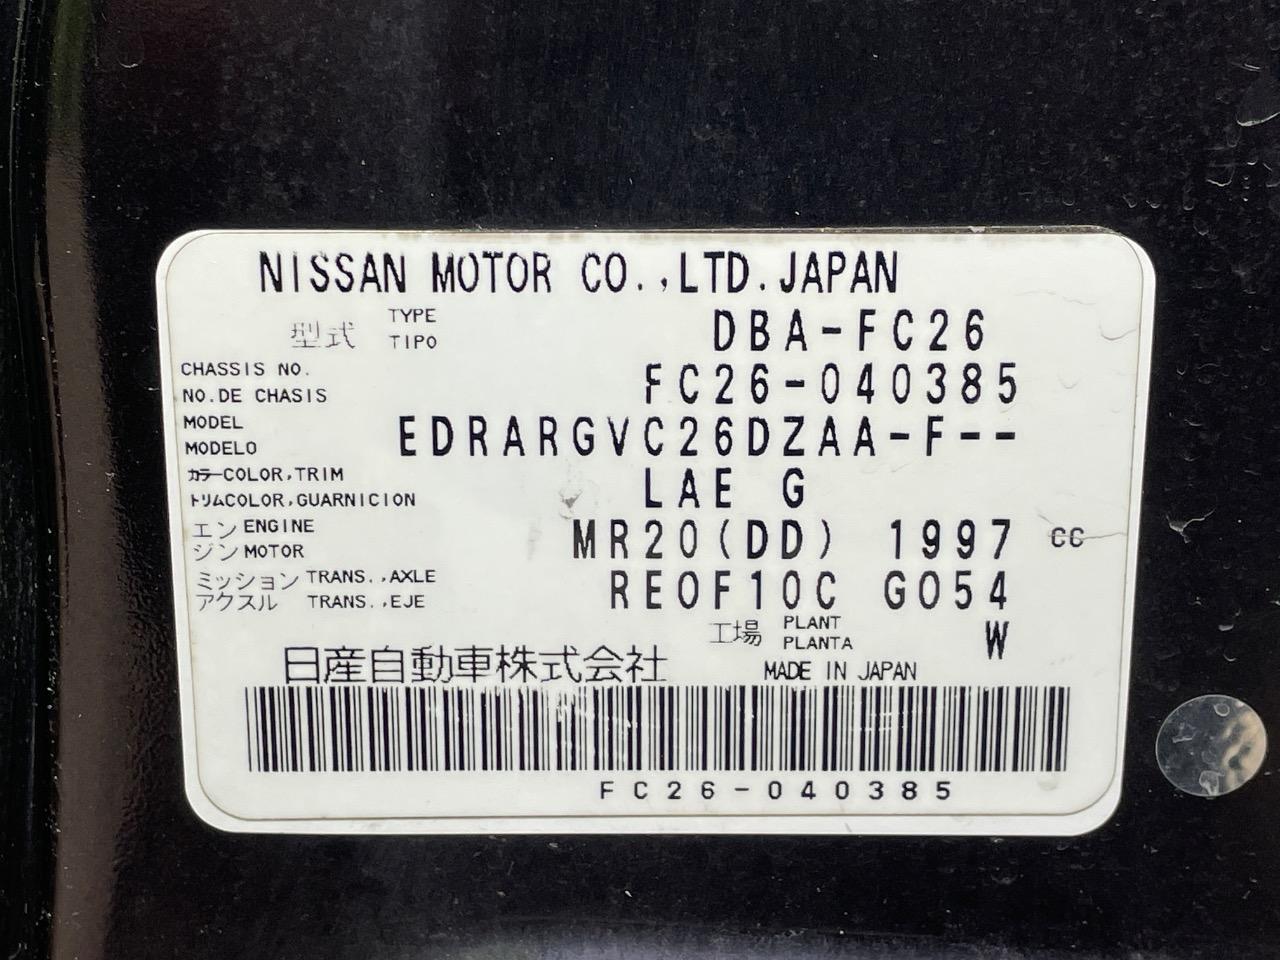 NISSAN MOTOR CO.,LTD.JAPAN
型式 TYPE TIPO DBA-FC26
CHASSIS NO.
NO.DE CHASIS FC26-040385
MODEL
MODELO EDRARGVC26DZAA-F--
カラーCOLOR,TRIM
トリムCOLOR,GUARNICION LAE G
エン ENGINE
ジン MOTOR MR20(DD) 1997 CC
ミッション TRANS.,AXLE
アクスル TRANS.,EJE RE0F10C G054
工場 PLANT PLANTA W
日産自動車株式会社 MADE IN JAPAN
FC26-040385